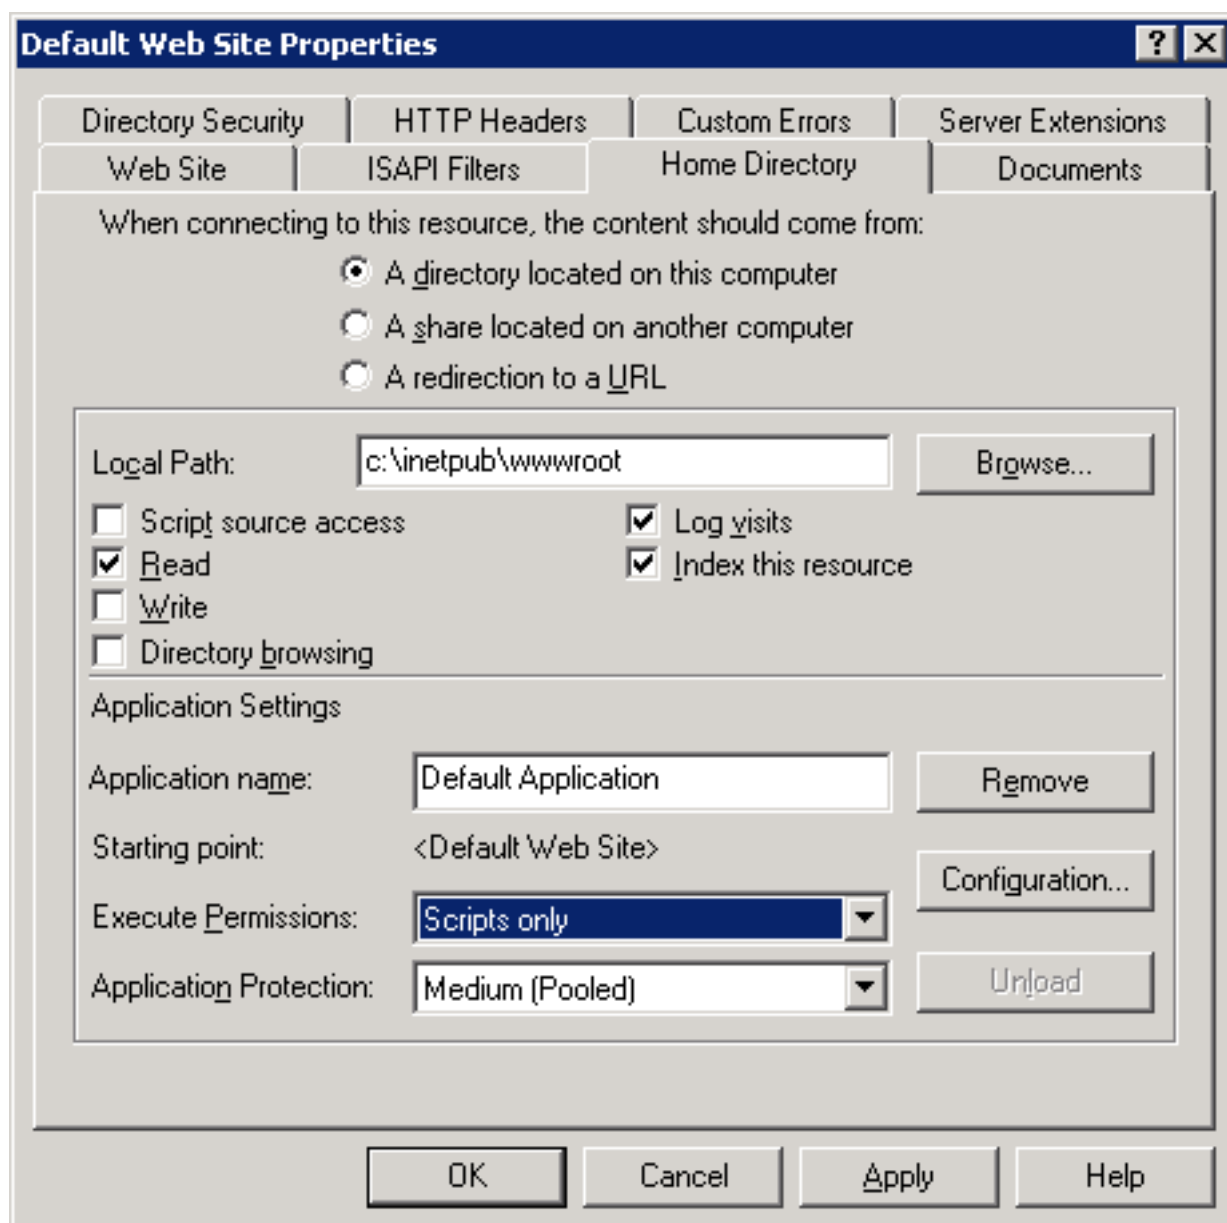 Default Web Site Properties
Directory Security HTTP Headers Custom Errors Server Extensions
Web Site ISAPI Filters Home Directory Documents
When connecting to this resource, the content should come from:
A directory located on this computer
A share located on another computer
A redirection to a URL
Local Path: c:\inetpub\wwwroot Browse...
Script source access Log visits
Read Index this resource
Write
Directory browsing
Application Settings
Application name: Default Application Remove
Starting point: <Default Web Site>
Configuration...
Execute Permissions: Scripts only
Application Protection: Medium (Pooled) Unload
OK Cancel Apply Help